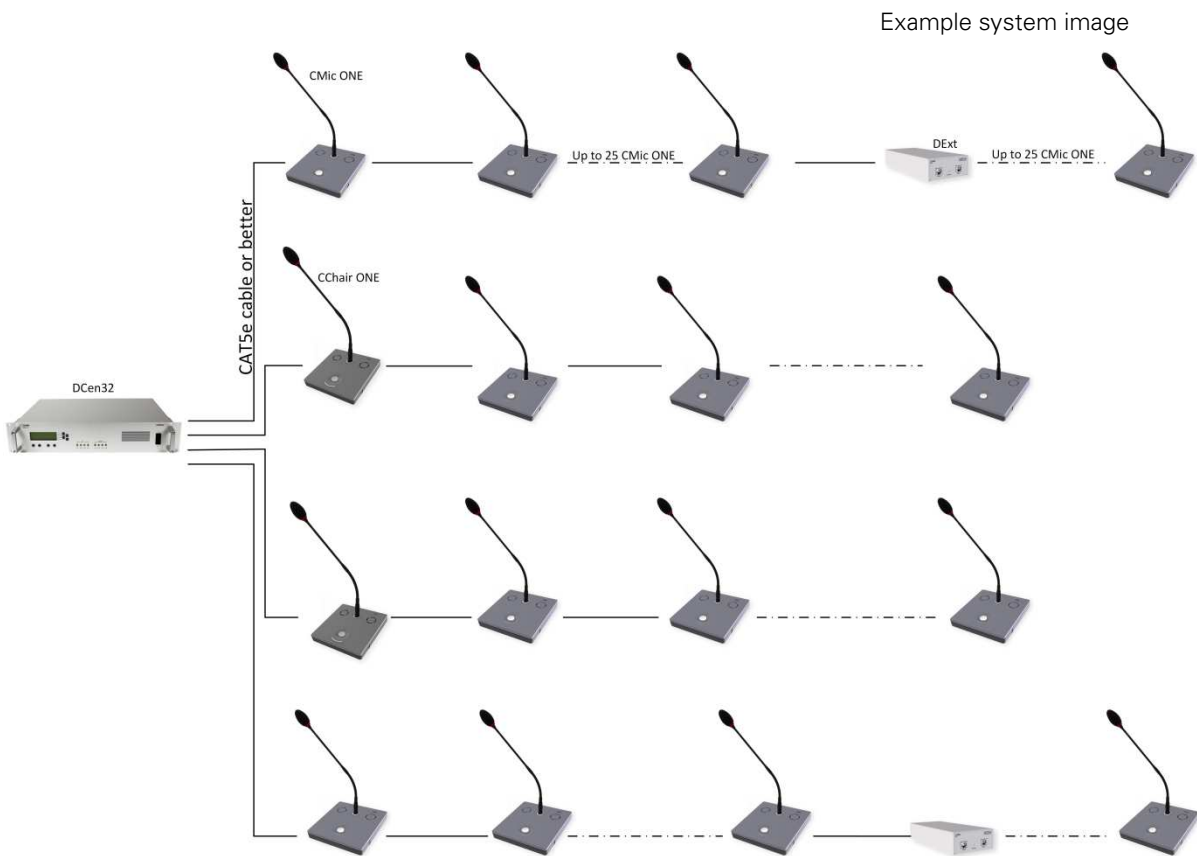 Example system image
CMic ONE
Up to 25 CMic ONE
DExt
Up to 25 CMic ONE
CAT5e cable or better
CChair ONE
DCen32